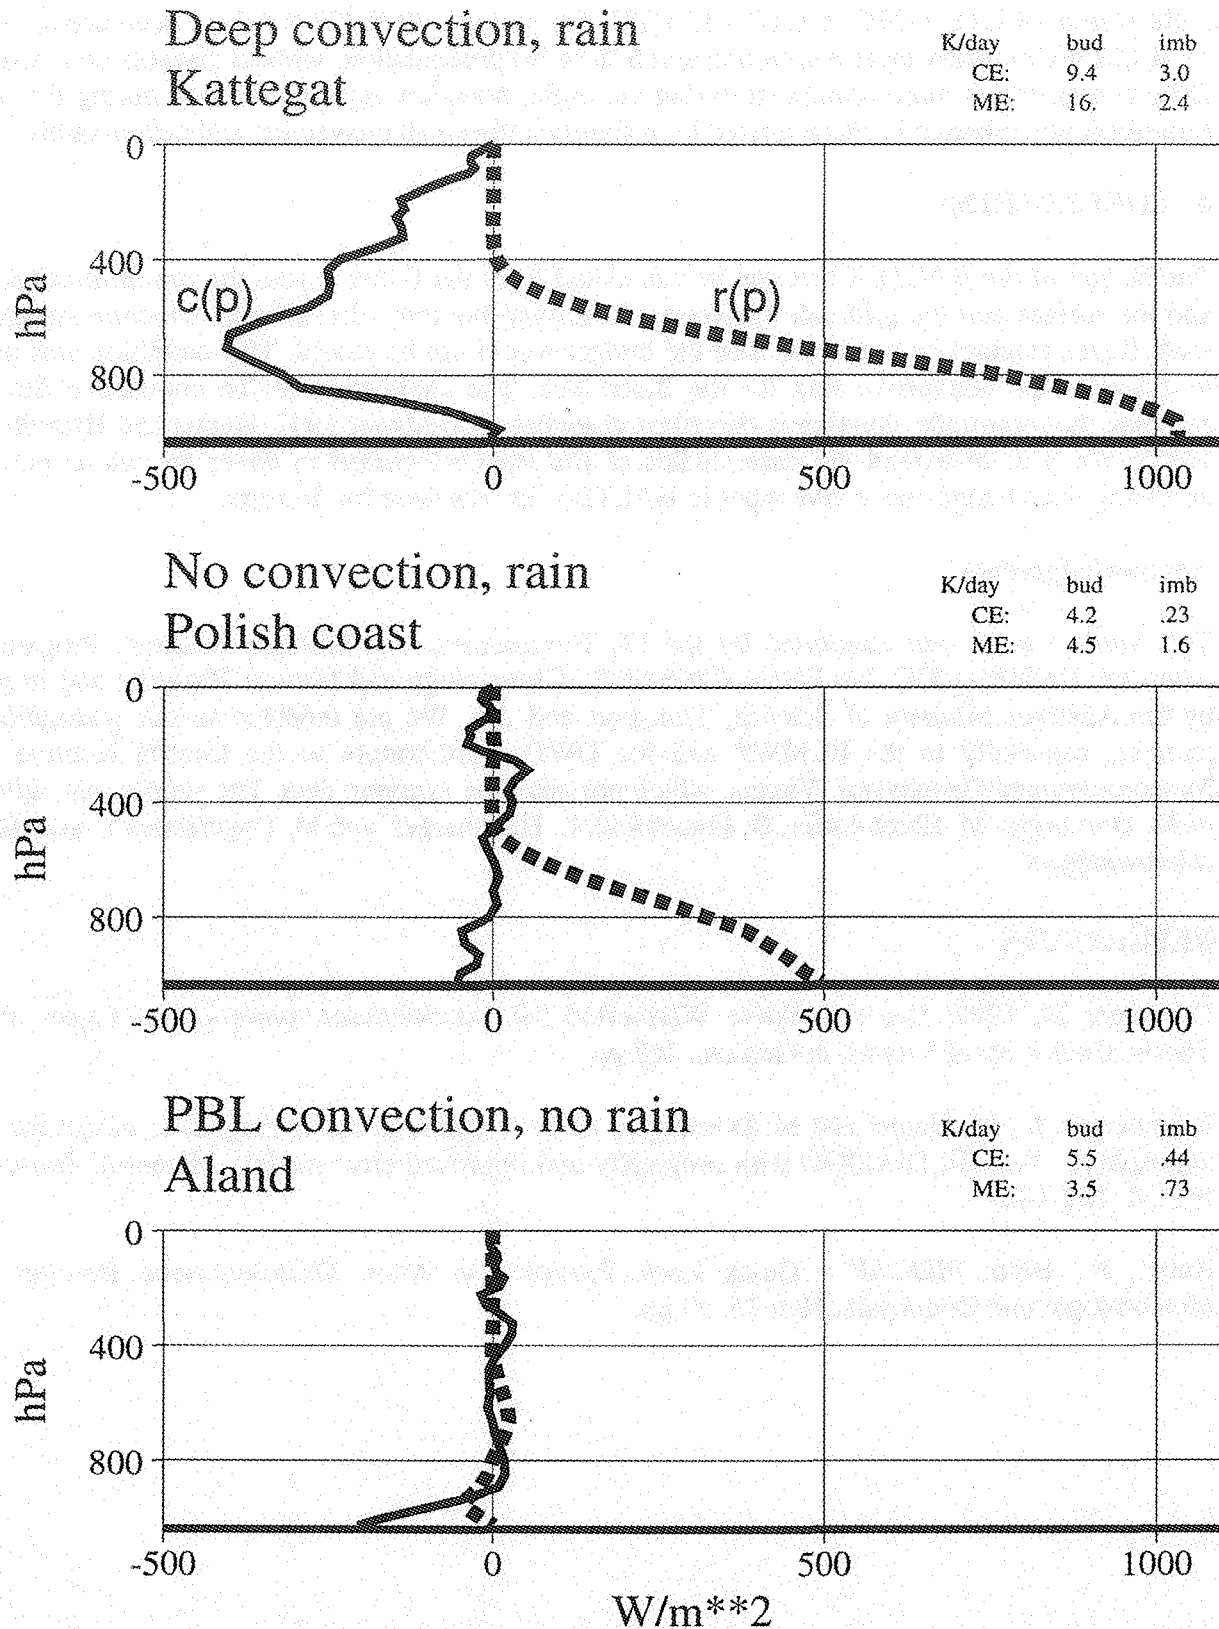 Deep convection, rain
Kattegat
K/day bud imb
CE: 9.4 3.0
ME: 16. 2.4
0
400
800
hPa
c(p)
r(p)
-500 0 500 1000
No convection, rain
Polish coast
K/day bud imb
CE: 4.2 .23
ME: 4.5 1.6
0
400
800
hPa
-500 0 500 1000
PBL convection, no rain
Aland
K/day bud imb
CE: 5.5 .44
ME: 3.5 .73
0
400
800
hPa
-500 0 500 1000
W/m**2